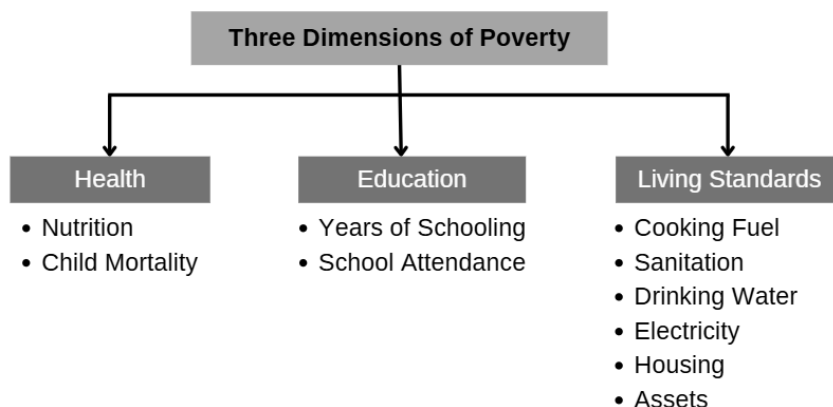 Three Dimensions of Poverty
Health
• Nutrition
• Child Mortality
Education
• Years of Schooling
• School Attendance
Living Standards
• Cooking Fuel
• Sanitation
• Drinking Water
• Electricity
• Housing
• Assets